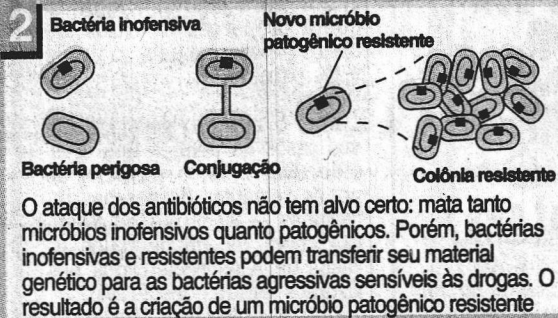 2
Bactéria inofensiva
Novo micróbio
patogênico resistente
Bactéria perigosa
Conjugação
Colônia resistente
O ataque dos antibióticos não tem alvo certo: mata tanto
micróbios inofensivos quanto patogênicos. Porém, bactérias
inofensivas e resistentes podem transferir seu material
genético para as bactérias agressivas sensíveis às drogas. O
resultado é a criação de um micróbio patogênico resistente